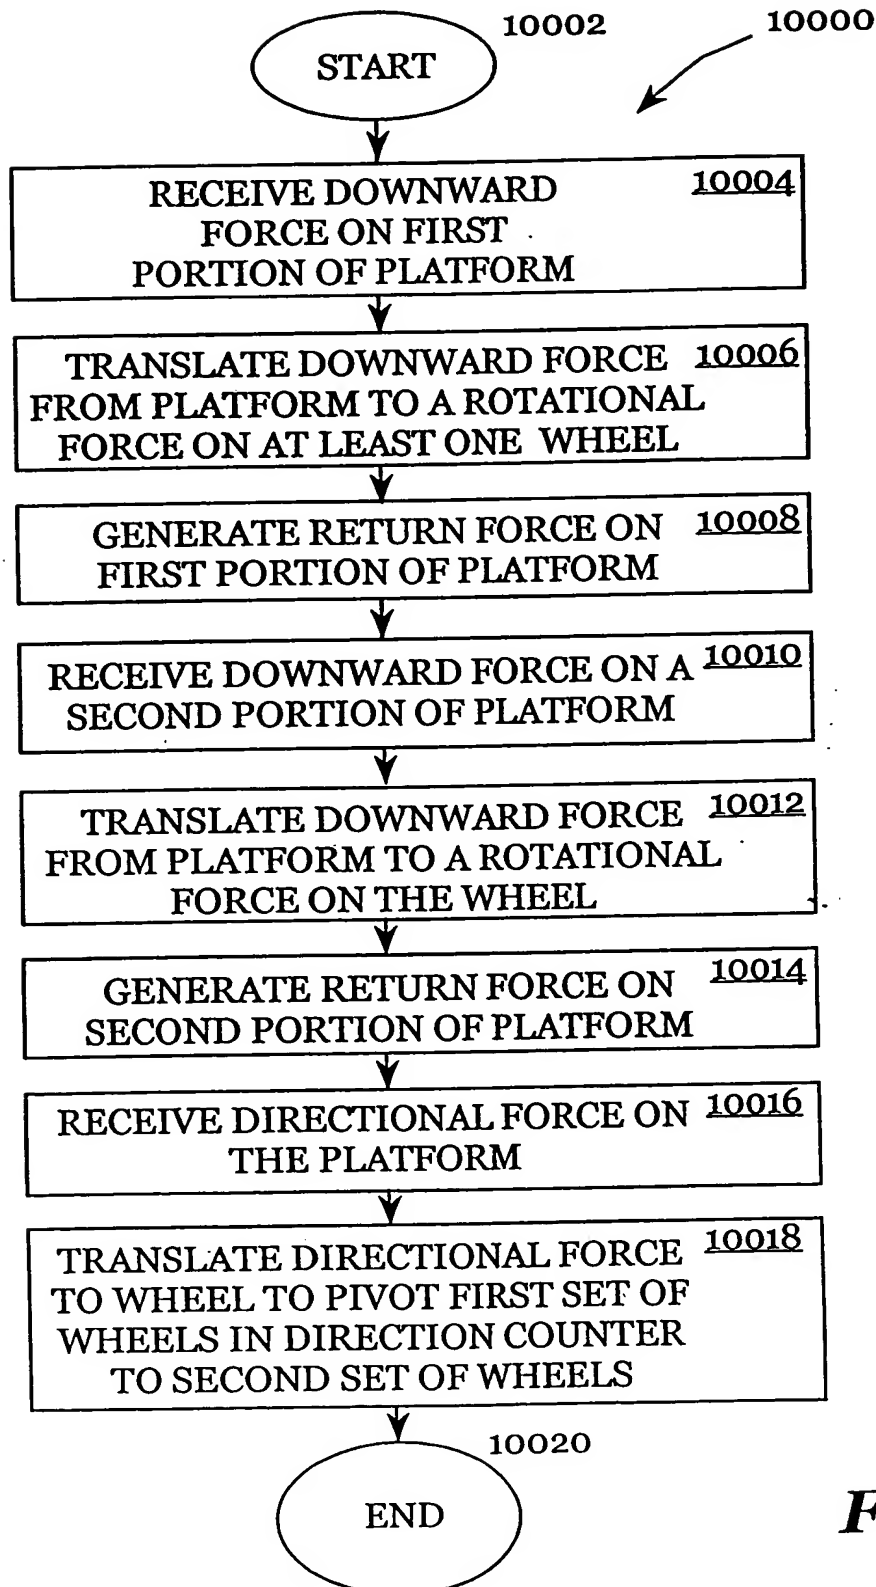 10002
10000
START
RECEIVE DOWNWARD 10004
FORCE ON FIRST
PORTION OF PLATFORM
TRANSLATE DOWNWARD FORCE 10006
FROM PLATFORM TO A ROTATIONAL
FORCE ON AT LEAST ONE WHEEL
GENERATE RETURN FORCE ON 10008
FIRST PORTION OF PLATFORM
RECEIVE DOWNWARD FORCE ON A 10010
SECOND PORTION OF PLATFORM
TRANSLATE DOWNWARD FORCE 10012
FROM PLATFORM TO A ROTATIONAL
FORCE ON THE WHEEL
GENERATE RETURN FORCE ON 10014
SECOND PORTION OF PLATFORM
RECEIVE DIRECTIONAL FORCE ON 10016
THE PLATFORM
TRANSLATE DIRECTIONAL FORCE 10018
TO WHEEL TO PIVOT FIRST SET OF
WHEELS IN DIRECTION COUNTER
TO SECOND SET OF WHEELS
10020
END
F